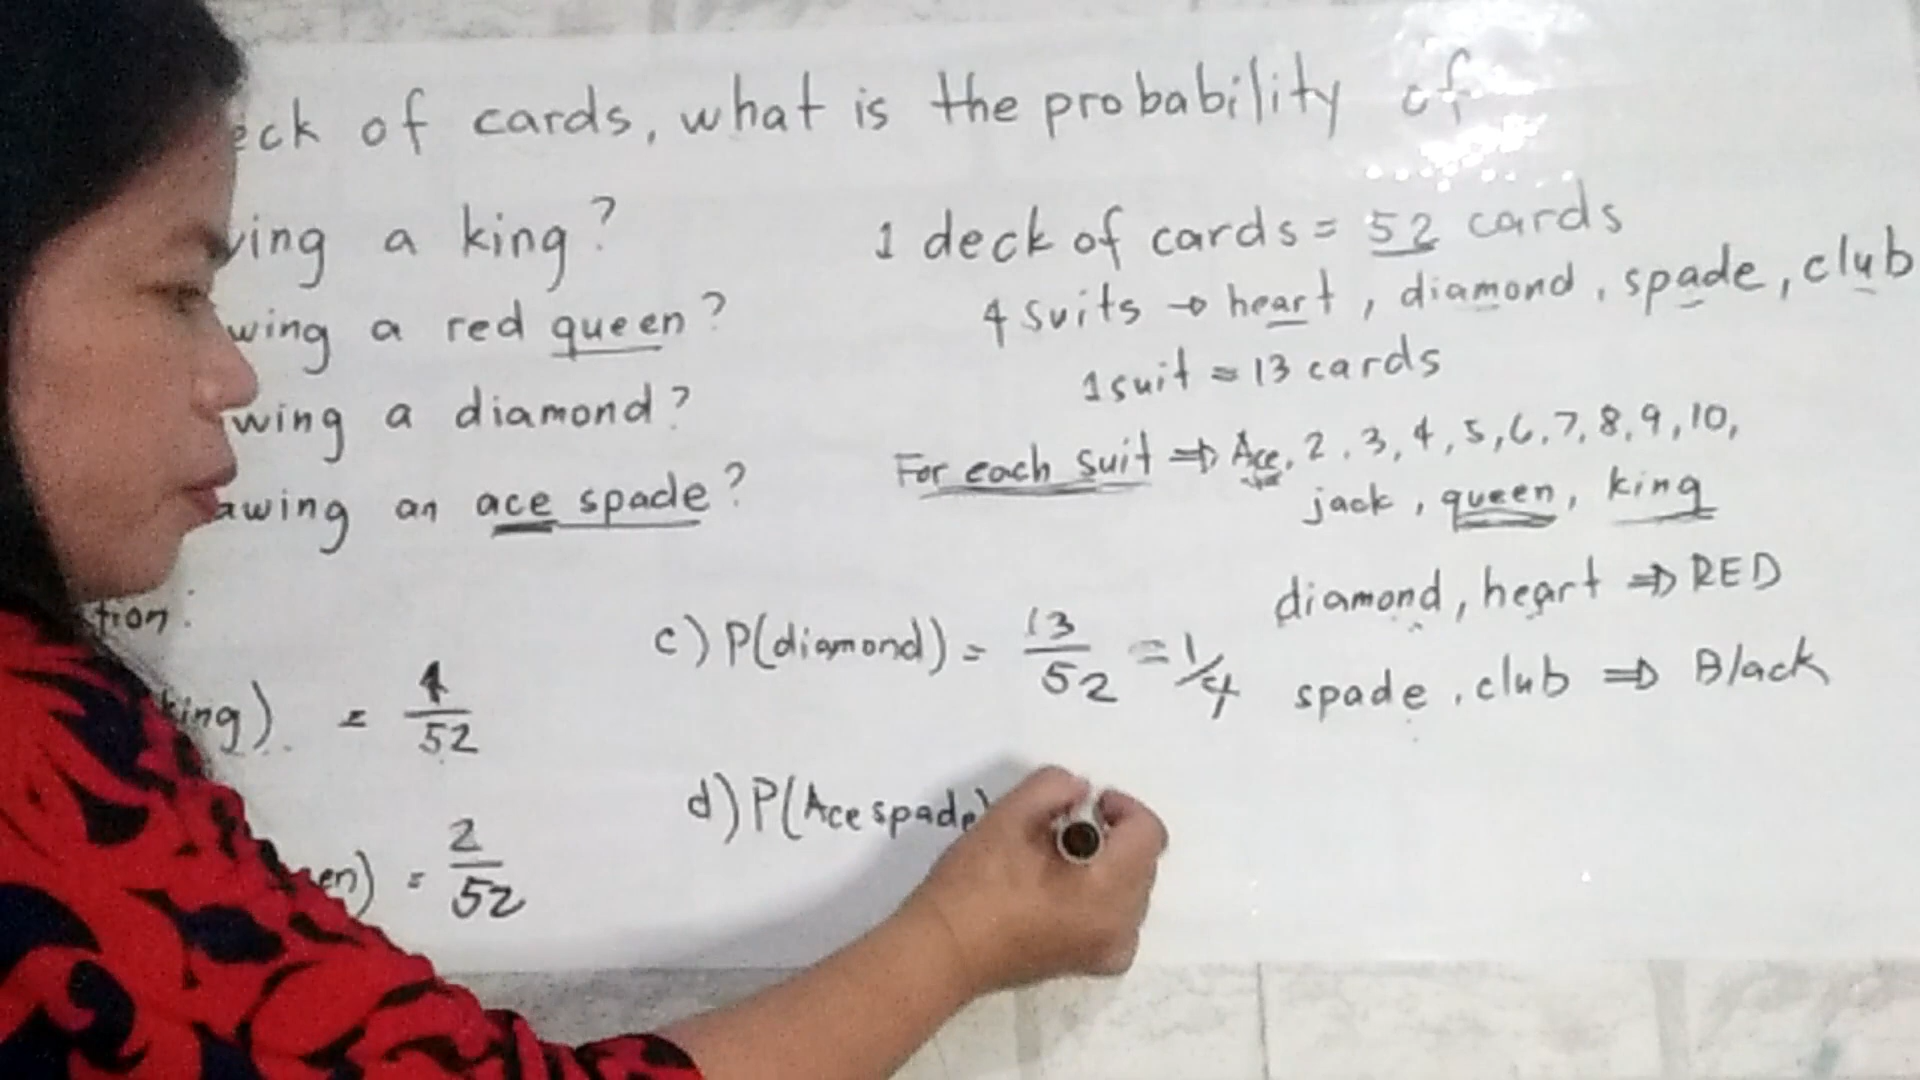 eck of cards, what is the probability of
wing a king?
wing a red queen?
wing a diamond?
awing an ace spade?
1 deck of cards = 52 cards
4 suits → heart, diamond, spade, club
1 suit = 13 cards
For each suit ⇒ Ace, 2, 3, 4, 5, 6, 7, 8, 9, 10,
jack, queen, king
diamond, heart ⇒ RED
spade, club ⇒ Black
tion:
king) = 4/52
en) = 2/52
c) P(diamond) = 13/52 = 1/4
d) P(Ace spade)